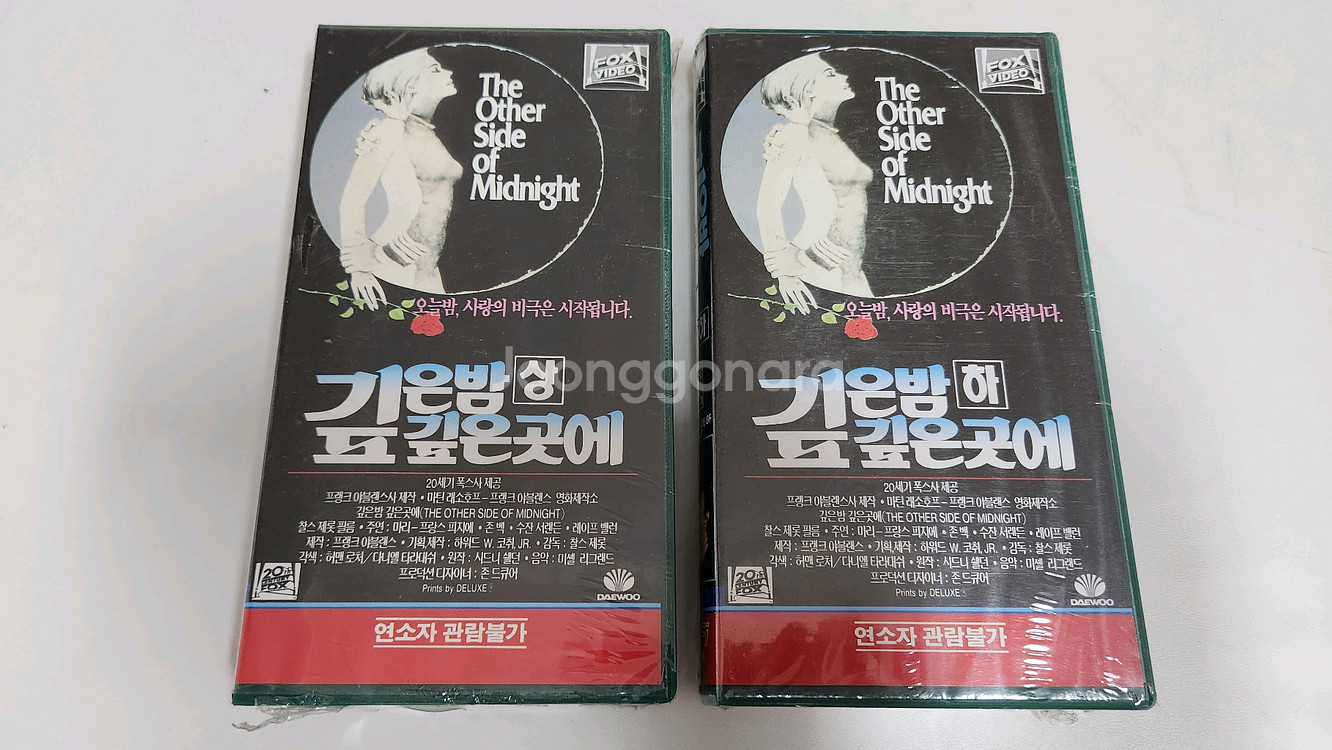 FOX
VIDEO
The
Other
Side
of
Midnight
오늘밤, 사랑의 비극은 시작됩니다.
깊은밤 상
깊은곳에
20세기 폭스사 제공
프랭크 야블랜스사 제작 • 마틴 래소호프 – 프랭크 야블랜스 영화제작소
깊은밤 깊은곳에(THE OTHER SIDE OF MIDNIGHT)
찰스 제롯 필름 • 주연 : 마리 – 프랑스 피지에 • 존 벡 • 수잔 서랜든 • 레이프 밸런
제작 : 프랭크 야블랜스 • 기획,제작 : 하워드 W. 코취, JR. • 감독 : 찰스 제롯
각색 : 허맨 로처 / 다니엘 타라대쉬 • 원작 : 시드니 쉘던 • 음악 : 미셀 리그랜드
프로덕션 디자이너 : 존 드큐어
Prints by DELUXE
20th
CENTURY
FOX
DAEWOO
연소자 관람불가
FOX
VIDEO
The
Other
Side
of
Midnight
오늘밤, 사랑의 비극은 시작됩니다.
하
깊은밤 하
깊은곳에
20세기 폭스사 제공
프랭크 야블랜스사 제작 • 마틴 래소호프 – 프랭크 야블랜스 영화제작소
깊은밤 깊은곳에(THE OTHER SIDE OF MIDNIGHT)
찰스 제롯 필름 • 주연 : 마리 – 프랑스 피지에 • 존 벡 • 수잔 서랜든 • 레이프 밸런
제작 : 프랭크 야블랜스 • 기획,제작 : 하워드 W. 코취, JR. • 감독 : 찰스 제롯
각색 : 허맨 로처 / 다니엘 타라대쉬 • 원작 : 시드니 쉘던 • 음악 : 미셀 리그랜드
프로덕션 디자이너 : 존 드큐어
Prints by DELUXE
20th
CENTURY
FOX
DAEWOO
연소자 관람불가
joonggonara